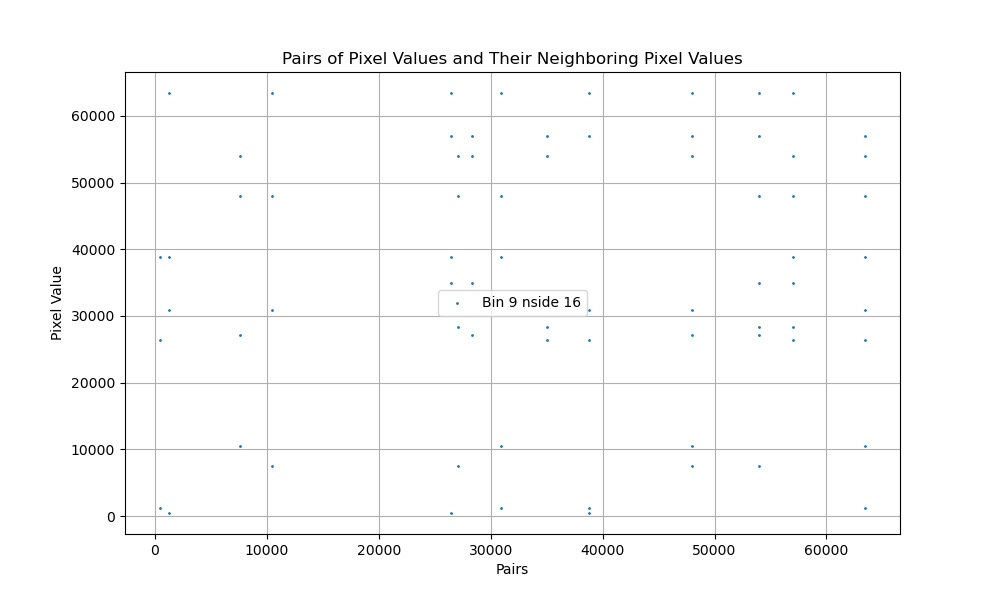 Pairs of Pixel Values and Their Neighboring Pixel Values
Pixel Value
60000
50000
40000
30000
20000
10000
0
Bin 9 nside 16
0 10000 20000 30000 40000 50000 60000
Pairs